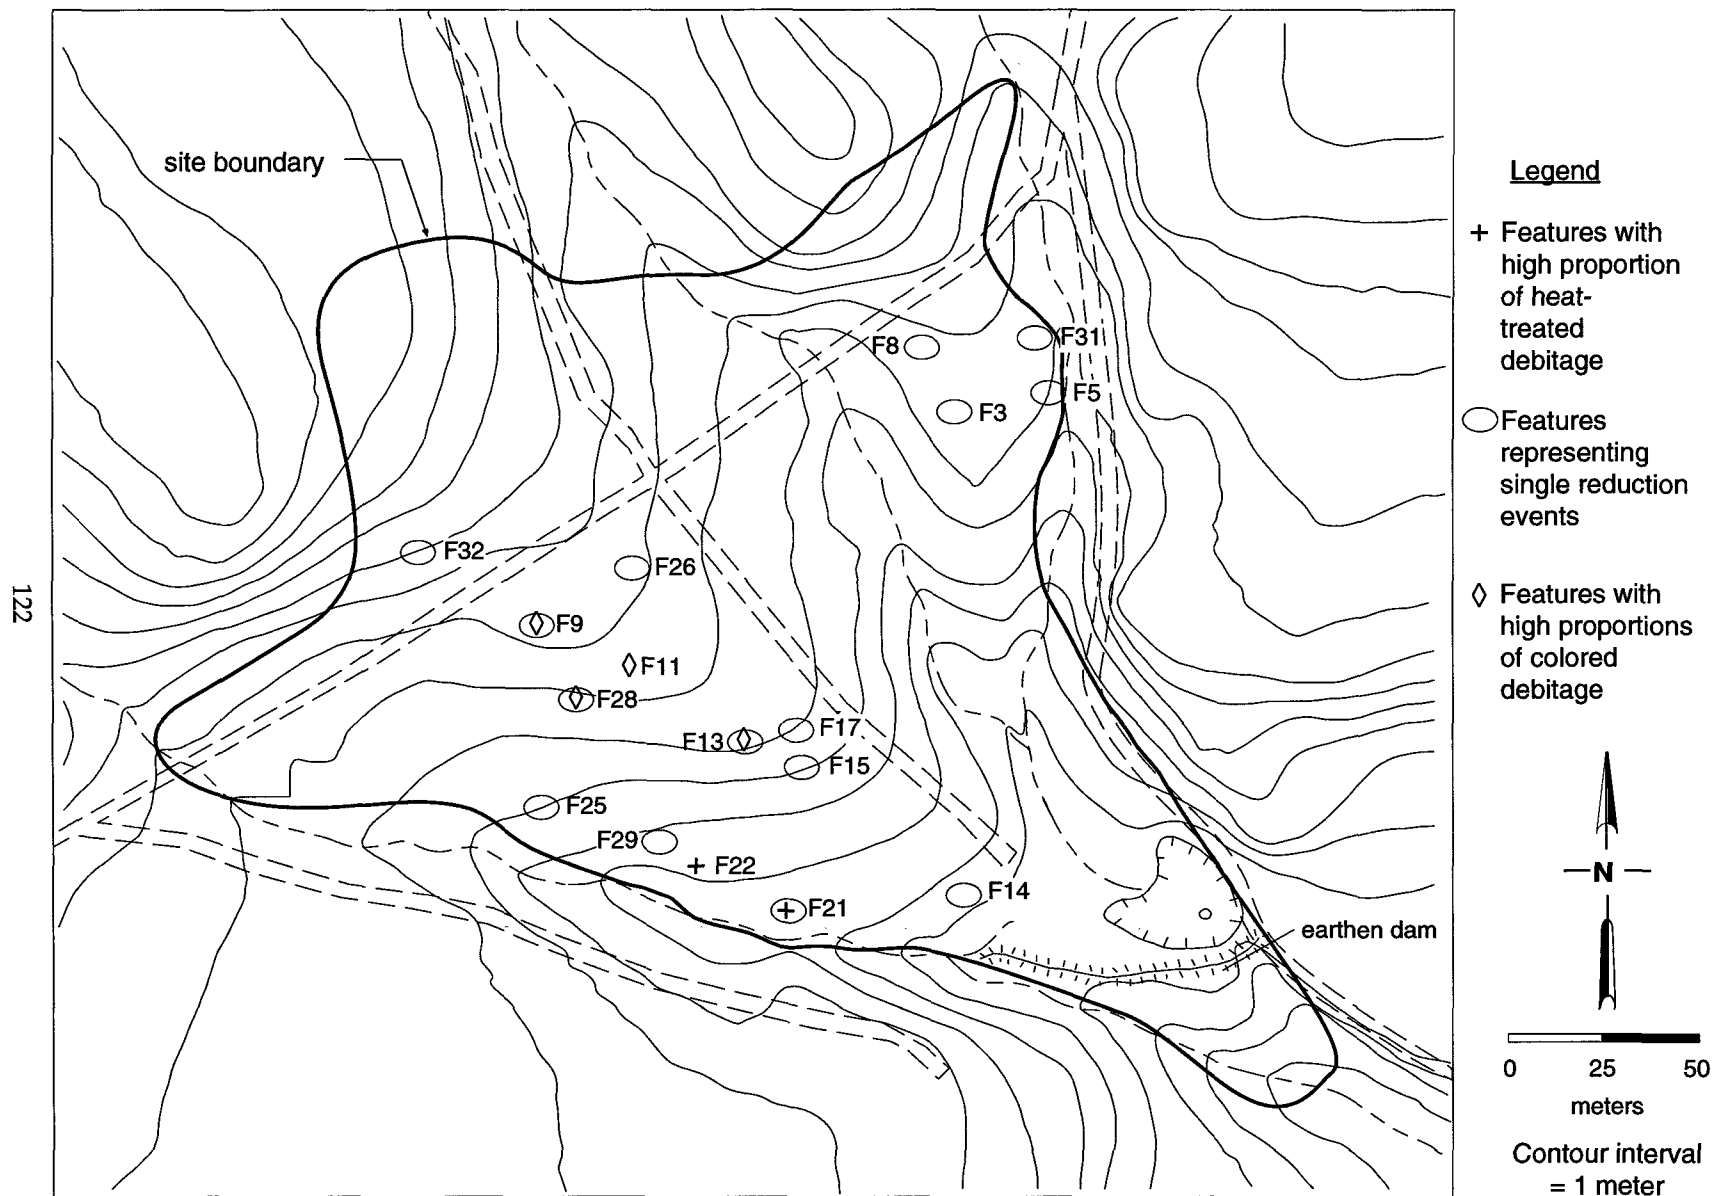 site boundary
F8
F31
F5
F3
F32
F26
F9
F11
F28
F13
F17
F15
F25
F29
F22
F21
F14
earthen dam
122
Legend
+ Features with
high proportion
of heat-
treated
debitage
Features
representing
single reduction
events
Features with
high proportions
of colored
debitage
N
0 25 50
meters
Contour interval
= 1 meter